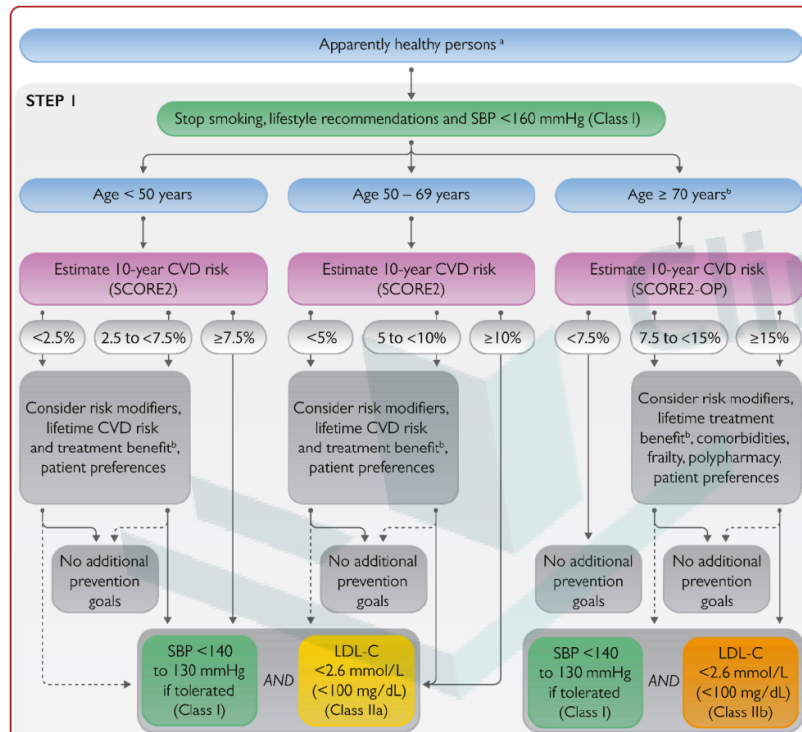 Apparently healthy persons a
STEP 1
Stop smoking, lifestyle recommendations and SBP <160 mmHg (Class I)
Age < 50 years
Age 50 – 69 years
Age ≥ 70 yearsb
Estimate 10-year CVD risk
(SCORE2)
Estimate 10-year CVD risk
(SCORE2)
Estimate 10-year CVD risk
(SCORE2-OP)
<2.5%
2.5 to <7.5%
≥7.5%
<5%
5 to <10%
≥10%
<7.5%
7.5 to <15%
≥15%
Consider risk modifiers,
lifetime CVD risk
and treatment benefitb,
patient preferences
Consider risk modifiers,
lifetime CVD risk
and treatment benefitb,
patient preferences
Consider risk modifiers,
lifetime treatment
benefitb, comorbidities,
frailty, polypharmacy,
patient preferences
No additional
prevention
goals
No additional
prevention
goals
No additional
prevention
goals
No additional
prevention
goals
SBP <140
to 130 mmHg
if tolerated
(Class I)
AND
LDL-C
<2.6 mmol/L
(<100 mg/dL)
(Class IIa)
SBP <140
to 130 mmHg
if tolerated
(Class I)
AND
LDL-C
<2.6 mmol/L
(<100 mg/dL)
(Class IIb)